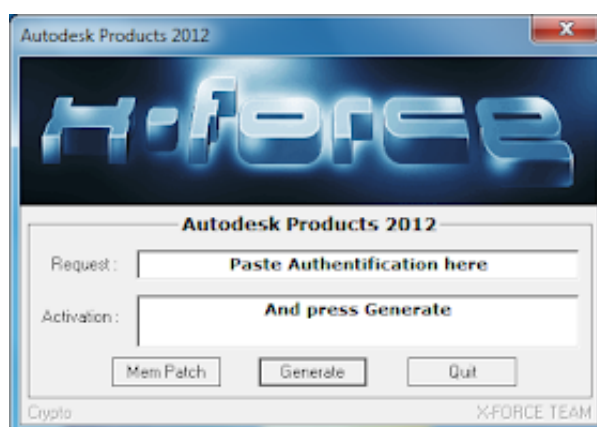 Autodesk Products 2012
X-FORCE
Autodesk Products 2012
Request :
Paste Authentification here
Activation :
And press Generate
Mem Patch
Generate
Quit
Crypto
X-FORCE TEAM